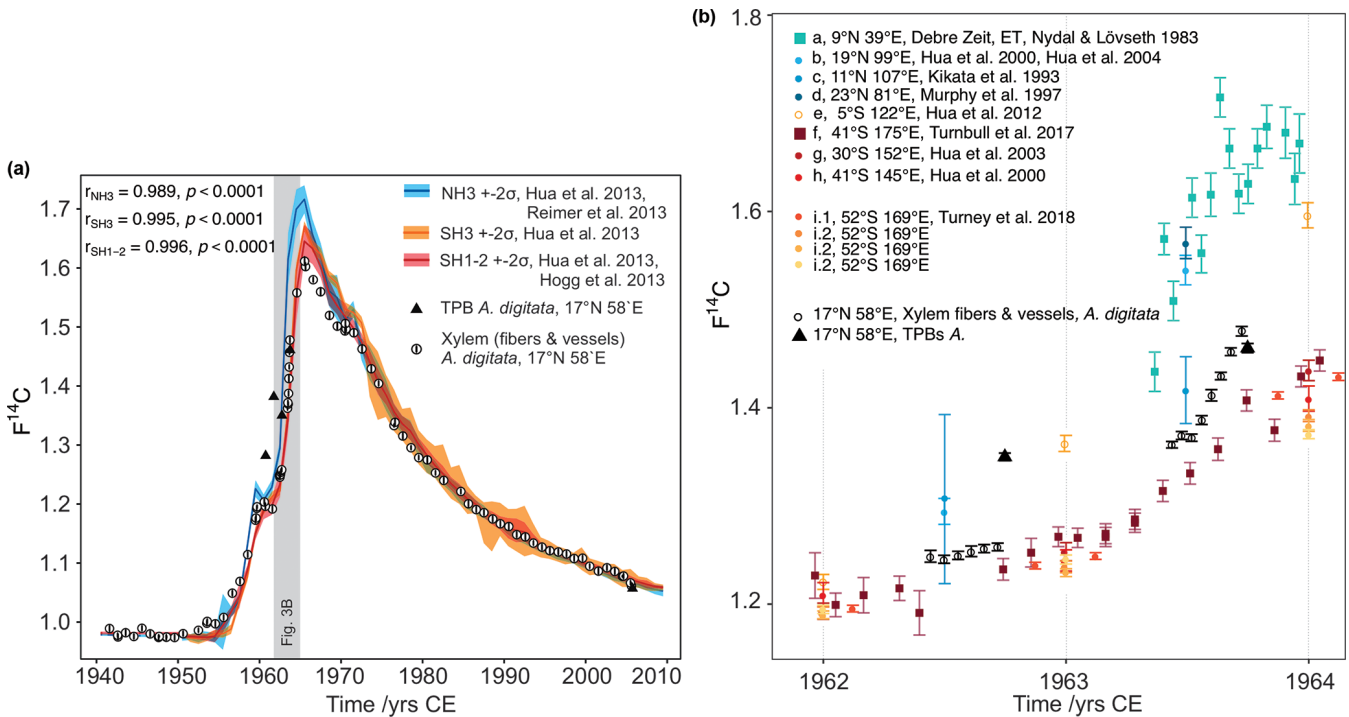 (a)
r_NH3 = 0.989, p < 0.0001
r_SH3 = 0.995, p < 0.0001
r_SH1-2 = 0.996, p < 0.0001
NH3 +-2σ, Hua et al. 2013,
Reimer et al. 2013
SH3 +-2σ, Hua et al. 2013
SH1-2 +-2σ, Hua et al. 2013,
Hogg et al. 2013
TPB A. digitata, 17°N 58`E
Xylem (fibers & vessels)
A. digitata, 17°N 58`E
Fig. 3B
F¹⁴C
1.7
1.6
1.5
1.4
1.3
1.2
1.1
1.0
1940 1950 1960 1970 1980 1990 2000 2010
Time /yrs CE
(b)
a, 9°N 39°E, Debre Zeit, ET, Nydal & Lövseth 1983
b, 19°N 99°E, Hua et al. 2000, Hua et al. 2004
c, 11°N 107°E, Kikata et al. 1993
d, 23°N 81°E, Murphy et al. 1997
e, 5°S 122°E, Hua et al. 2012
f, 41°S 175°E, Turnbull et al. 2017
g, 30°S 152°E, Hua et al. 2003
h, 41°S 145°E, Hua et al. 2000
i.1, 52°S 169°E, Turney et al. 2018
i.2, 52°S 169°E
i.2, 52°S 169°E
i.2, 52°S 169°E
17°N 58°E, Xylem fibers & vessels, A. digitata
17°N 58°E, TPBs A.
F¹⁴C
1.8
1.6
1.4
1.2
1962 1963 1964
Time /yrs CE